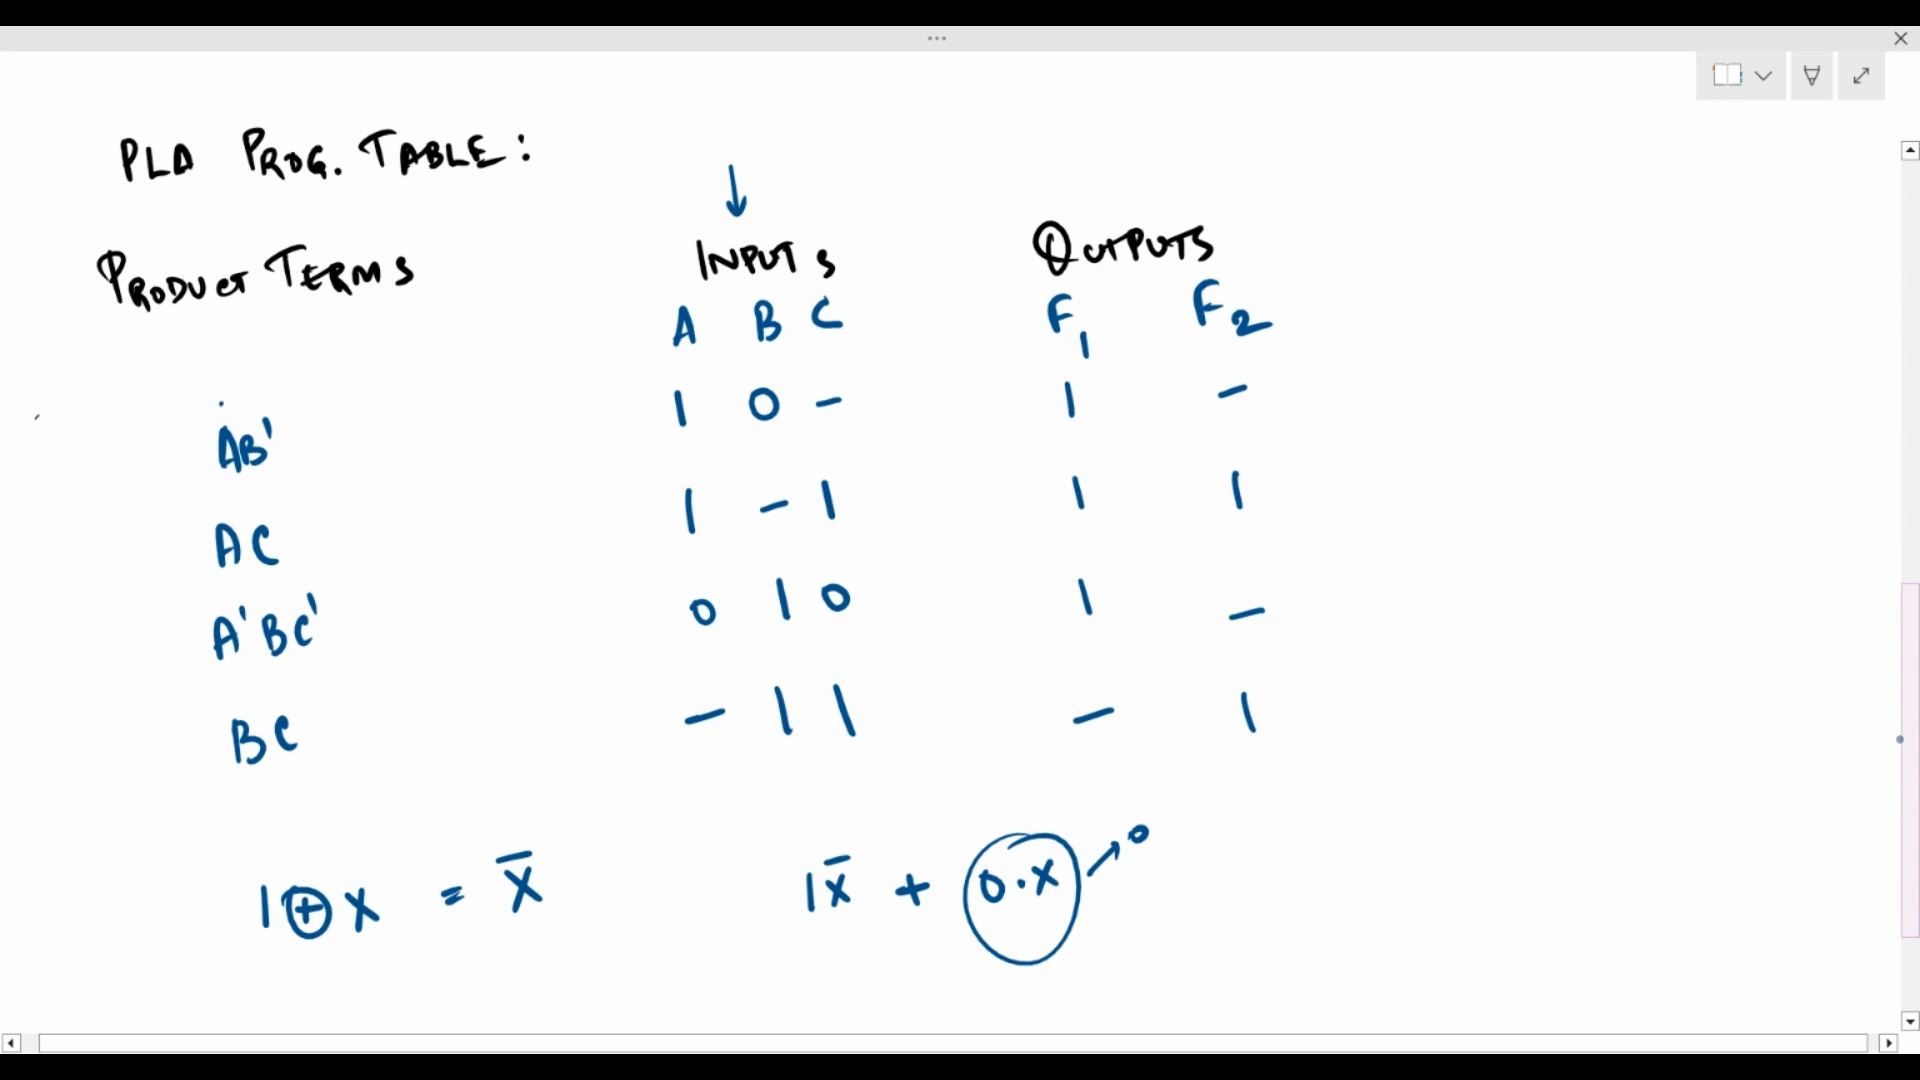 PLA PROG. TABLE:
PRODUCT TERMS INPUTS OUTPUTS
A B C F1 F2
AB' 1 0 - 1 -
AC 1 - 1 1 1
A'BC' 0 1 0 1 -
BC - 1 1 - 1
1 ⊕ X = X̅ 1X̅ + 0.X → 0